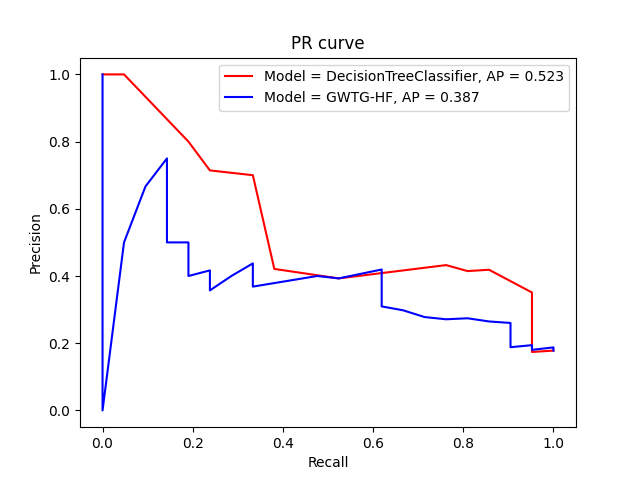 PR curve
Model = DecisionTreeClassifier, AP = 0.523
Model = GWTG-HF, AP = 0.387
Precision
1.0
0.8
0.6
0.4
0.2
0.0
0.0 0.2 0.4 0.6 0.8 1.0
Recall